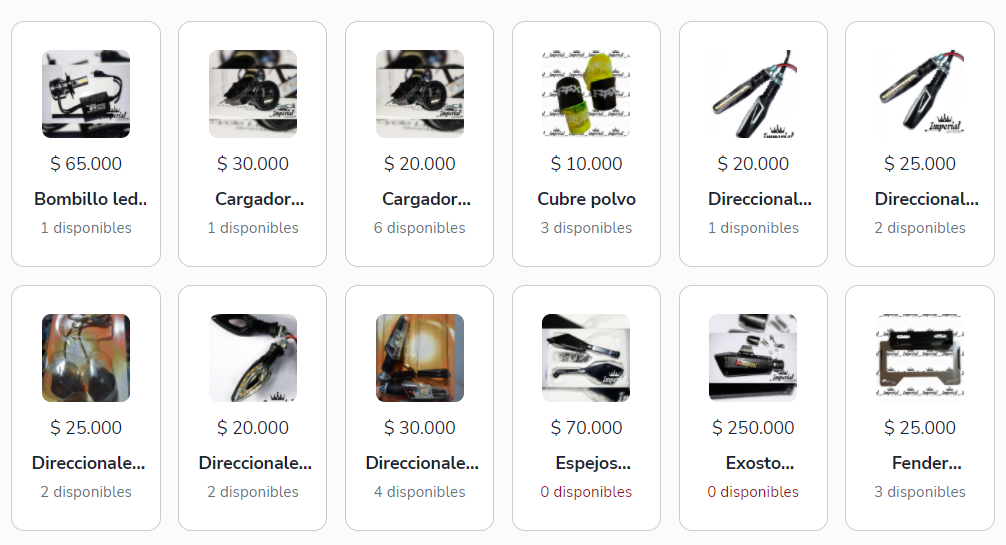 $ 65.000
Bombillo led..
1 disponibles
$ 30.000
Cargador...
1 disponibles
$ 20.000
Cargador...
6 disponibles
$ 10.000
Cubre polvo
3 disponibles
$ 20.000
Direccional...
1 disponibles
$ 25.000
Direccional...
2 disponibles
$ 25.000
Direccionale...
2 disponibles
$ 20.000
Direccionale...
2 disponibles
$ 30.000
Direccionale...
4 disponibles
$ 70.000
Espejos...
0 disponibles
$ 250.000
Exosto...
0 disponibles
$ 25.000
Fender...
3 disponibles
Imperial